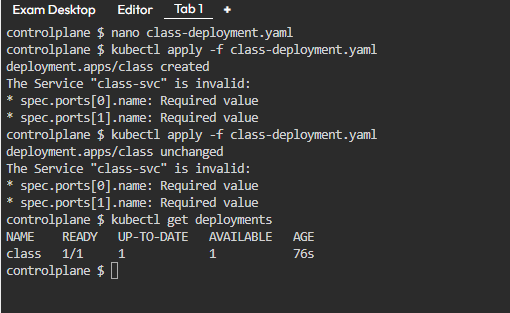 Exam Desktop Editor Tab 1 +
controlplane $ nano class-deployment.yaml
controlplane $ kubectl apply -f class-deployment.yaml
deployment.apps/class created
The Service "class-svc" is invalid:
* spec.ports[0].name: Required value
* spec.ports[1].name: Required value
controlplane $ kubectl apply -f class-deployment.yaml
deployment.apps/class unchanged
The Service "class-svc" is invalid:
* spec.ports[0].name: Required value
* spec.ports[1].name: Required value
controlplane $ kubectl get deployments
NAME    READY   UP-TO-DATE   AVAILABLE   AGE
class   1/1     1            1           76s
controlplane $